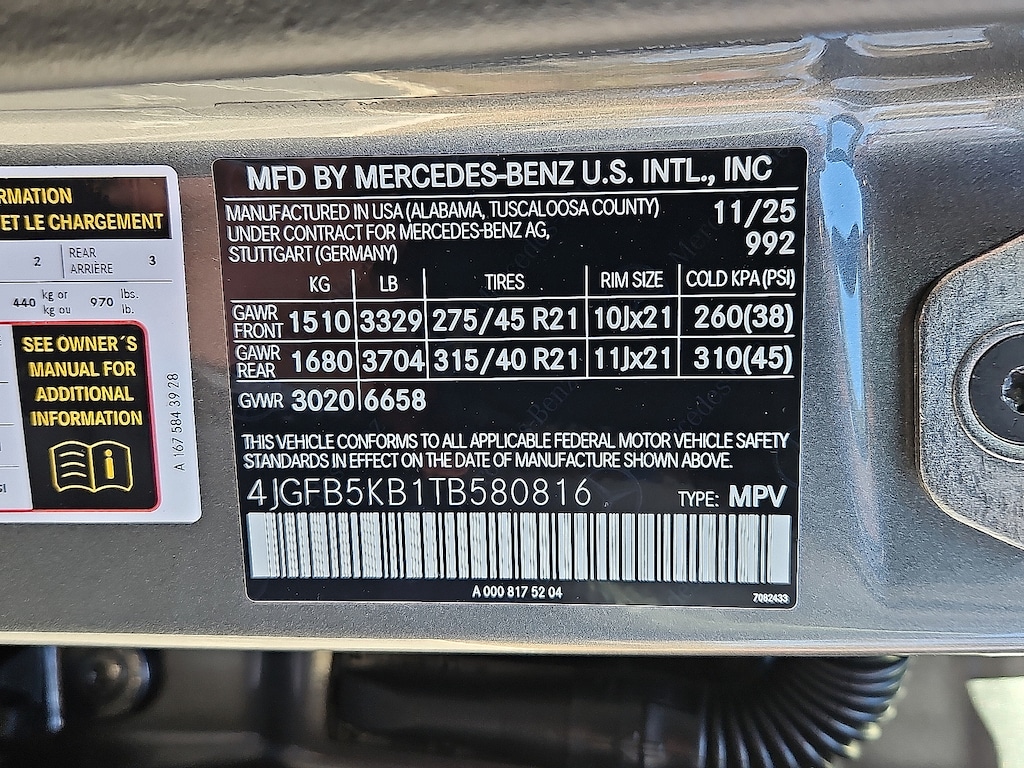 RMATION
ET LE CHARGEMENT
2 REAR ARRIÈRE 3
440 kg or kg ou 970 lbs. lb.
SEE OWNER´S
MANUAL FOR
ADDITIONAL
INFORMATION
A 167 584 39 28
MFD BY MERCEDES-BENZ U.S. INTL., INC
MANUFACTURED IN USA (ALABAMA, TUSCALOOSA COUNTY) 11/25
UNDER CONTRACT FOR MERCEDES-BENZ AG, 992
STUTTGART (GERMANY)
KG LB TIRES RIM SIZE COLD KPA(PSI)
GAWR FRONT 1510 3329 275/45 R21 10Jx21 260(38)
GAWR REAR 1680 3704 315/40 R21 11Jx21 310(45)
GVWR 3020 6658
THIS VEHICLE CONFORMS TO ALL APPLICABLE FEDERAL MOTOR VEHICLE SAFETY
STANDARDS IN EFFECT ON THE DATE OF MANUFACTURE SHOWN ABOVE.
4JGFB5KB1TB580816 TYPE: MPV
A 000 817 52 04
7082433